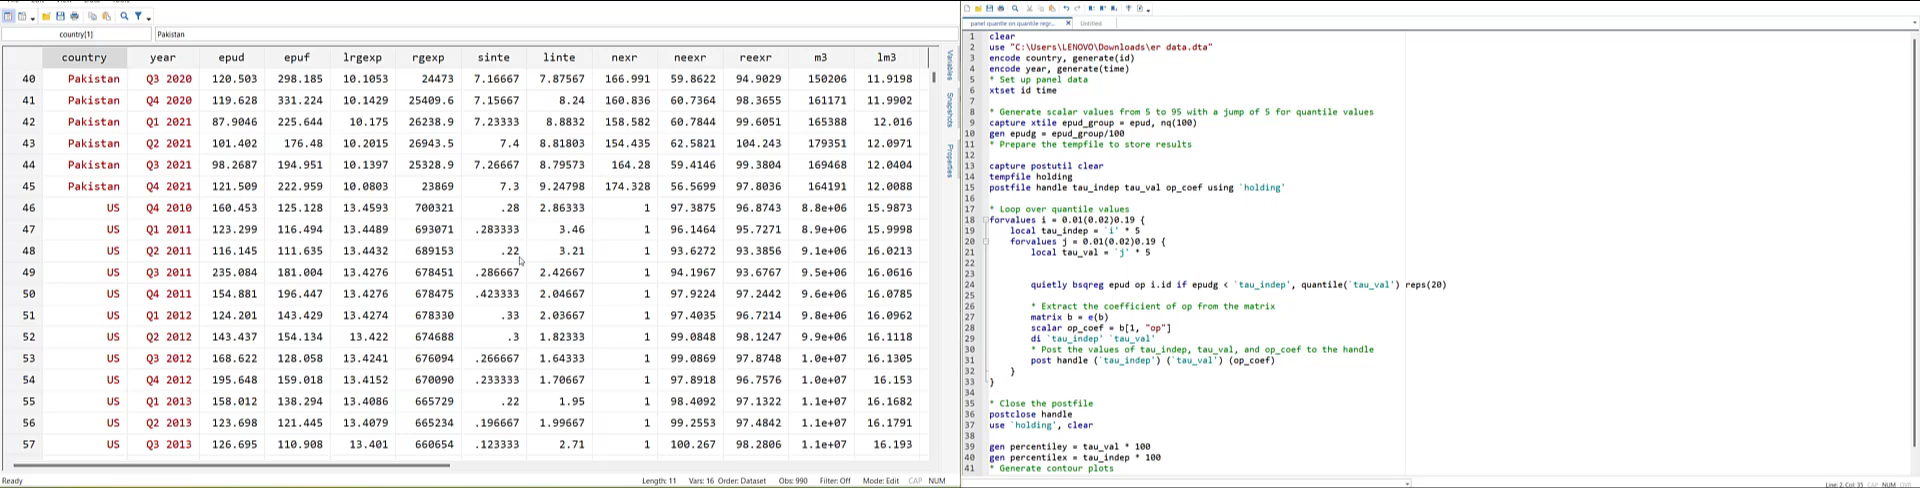 country[1] Pakistan
country year epud epuf lrgexp rgexp sinte linte nexr neexr reexr m3 lm3
40 Pakistan Q3 2020 120.503 298.185 10.1053 24473 7.16667 7.87567 166.991 59.8622 94.9029 150206 11.9198
41 Pakistan Q4 2020 119.628 331.224 10.1429 25409.6 7.15667 8.24 160.836 60.7364 98.3655 161171 11.9902
42 Pakistan Q1 2021 87.9046 225.644 10.175 26238.9 7.23333 8.8832 158.582 60.7844 99.6051 165388 12.016
43 Pakistan Q2 2021 101.402 176.48 10.2015 26943.5 7.4 8.81803 154.435 62.5821 104.243 179351 12.0971
44 Pakistan Q3 2021 98.2687 194.951 10.1397 25328.9 7.26667 8.79573 164.28 59.4146 99.3804 169468 12.0404
45 Pakistan Q4 2021 121.509 222.959 10.0803 23869 7.3 9.24798 174.328 56.5699 97.8036 164191 12.0088
46 US Q4 2010 160.453 125.128 13.4593 700321 .28 2.86333 1 97.3875 96.8743 8.8e+06 15.9873
47 US Q1 2011 123.299 116.494 13.4489 693071 .283333 3.46 1 96.1464 95.7271 8.9e+06 15.9998
48 US Q2 2011 116.145 111.635 13.4432 689153 .22 3.21 1 93.6272 93.3856 9.1e+06 16.0213
49 US Q3 2011 235.084 181.004 13.4276 678451 .286667 2.42667 1 94.1967 93.6767 9.5e+06 16.0616
50 US Q4 2011 154.881 196.447 13.4276 678475 .423333 2.04667 1 97.9224 97.2442 9.6e+06 16.0785
51 US Q1 2012 124.201 143.429 13.4274 678330 .33 2.03667 1 97.4035 96.7214 9.8e+06 16.0962
52 US Q2 2012 143.437 154.134 13.422 674688 .3 1.82333 1 99.0848 98.1247 9.9e+06 16.1118
53 US Q3 2012 168.622 128.058 13.4241 676094 .266667 1.64333 1 99.0869 97.8748 1.0e+07 16.1305
54 US Q4 2012 195.648 159.018 13.4152 670090 .233333 1.70667 1 97.8918 96.7576 1.0e+07 16.153
55 US Q1 2013 158.012 138.294 13.4086 665729 .22 1.95 1 98.4092 97.1322 1.1e+07 16.1682
56 US Q2 2013 123.698 121.445 13.4079 665234 .196667 1.99667 1 99.2553 97.4842 1.1e+07 16.1791
57 US Q3 2013 126.695 110.908 13.401 660654 .123333 2.71 1 100.267 98.2806 1.1e+07 16.193
Variables
Snapshots
Properties
Ready Length: 11 Vars: 16 Order: Dataset Obs: 990 Filter: Off Mode: Edit CAP NUM
panel quantile on quantile regr... Untitled
1 clear
2 use "C:\Users\LENOVO\Downloads\er data.dta"
3 encode country, generate(id)
4 encode year, generate(time)
5 * Set up panel data
6 xtset id time
7
8 * Generate scalar values from 5 to 95 with a jump of 5 for quantile values
9 capture xtile epud_group = epud, nq(100)
10 gen epudg = epud_group/100
11 * Prepare the tempfile to store results
12
13 capture postutil clear
14 tempfile holding
15 postfile handle tau_indep tau_val op_coef using `holding'
16
17 * Loop over quantile values
18 forvalues i = 0.01(0.02)0.19 {
19 local tau_indep = `i' * 5
20 forvalues j = 0.01(0.02)0.19 {
21 local tau_val = `j' * 5
22
23
24 quietly bsqreg epud op i.id if epudg < `tau_indep', quantile(`tau_val') reps(20)
25
26 * Extract the coefficient of op from the matrix
27 matrix b = e(b)
28 scalar op_coef = b[1, "op"]
29 di `tau_indep' `tau_val'
30 * Post the values of tau_indep, tau_val, and op_coef to the handle
31 post handle (`tau_indep') (`tau_val') (op_coef)
32 }
33 }
34
35 * Close the postfile
36 postclose handle
37 use `holding', clear
38
39 gen percentiley = tau_val * 100
40 gen percentilex = tau_indep * 100
41 * Generate contour plots
Line: 2, Col: 35 CAP NUM OVR